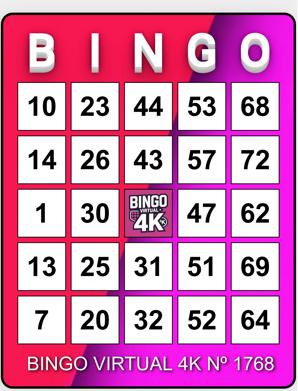 B I N G O
10 23 44 53 68
14 26 43 57 72
1 30 BINGO VIRTUAL 4K 47 62
13 25 31 51 69
7 20 32 52 64
BINGO VIRTUAL 4K Nº 1768